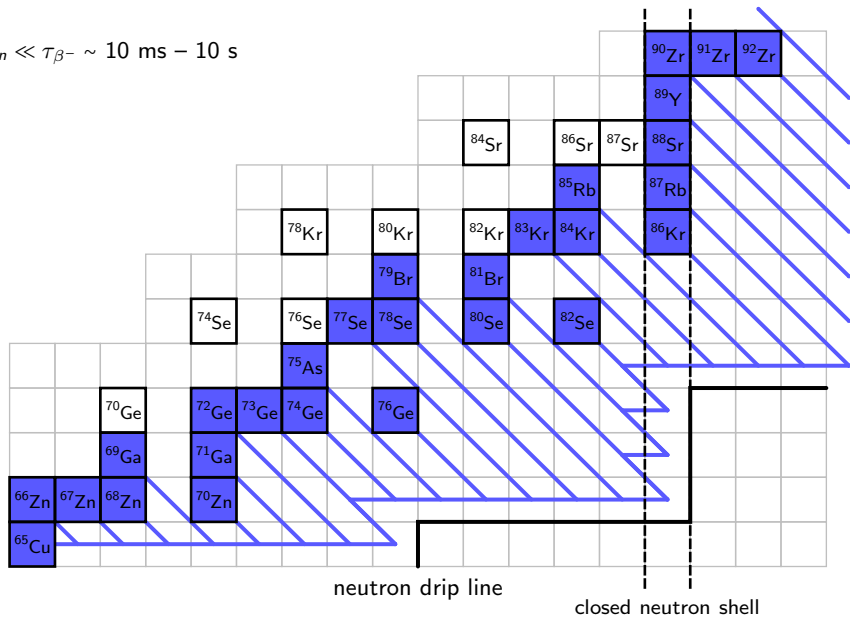 n ≪ τβ⁻ ~ 10 ms – 10 s
⁹⁰Zr ⁹¹Zr ⁹²Zr
⁸⁹Y
⁸⁴Sr ⁸⁶Sr ⁸⁷Sr ⁸⁸Sr
⁸⁵Rb ⁸⁷Rb
⁷⁸Kr ⁸⁰Kr ⁸²Kr ⁸³Kr ⁸⁴Kr ⁸⁶Kr
⁷⁹Br ⁸¹Br
⁷⁴Se ⁷⁶Se ⁷⁷Se ⁷⁸Se ⁸⁰Se ⁸²Se
⁷⁵As
⁷⁰Ge ⁷²Ge ⁷³Ge ⁷⁴Ge ⁷⁶Ge
⁶⁹Ga ⁷¹Ga
⁶⁶Zn ⁶⁷Zn ⁶⁸Zn ⁷⁰Zn
⁶⁵Cu
neutron drip line
closed neutron shell